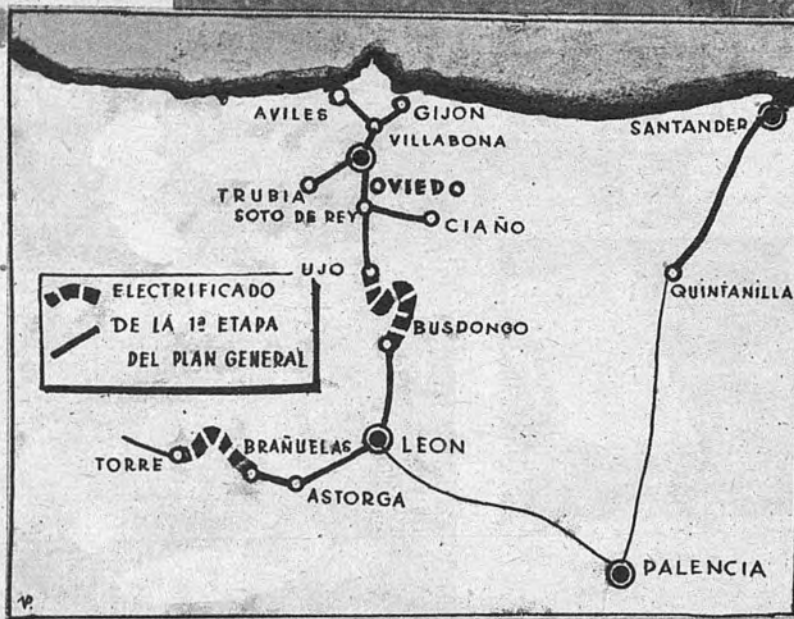 AVILES
GIJON
SANTANDER
VILLABONA
TRUBIA
OVIEDO
SOTO DE REY
CIAÑO
UJO
QUINTANILLA
ELECTRIFICADO
DE LA 1ª ETAPA
DEL PLAN GENERAL
BUSDONGO
TORRE
BRAÑUELAS
LEON
ASTORGA
PALENCIA